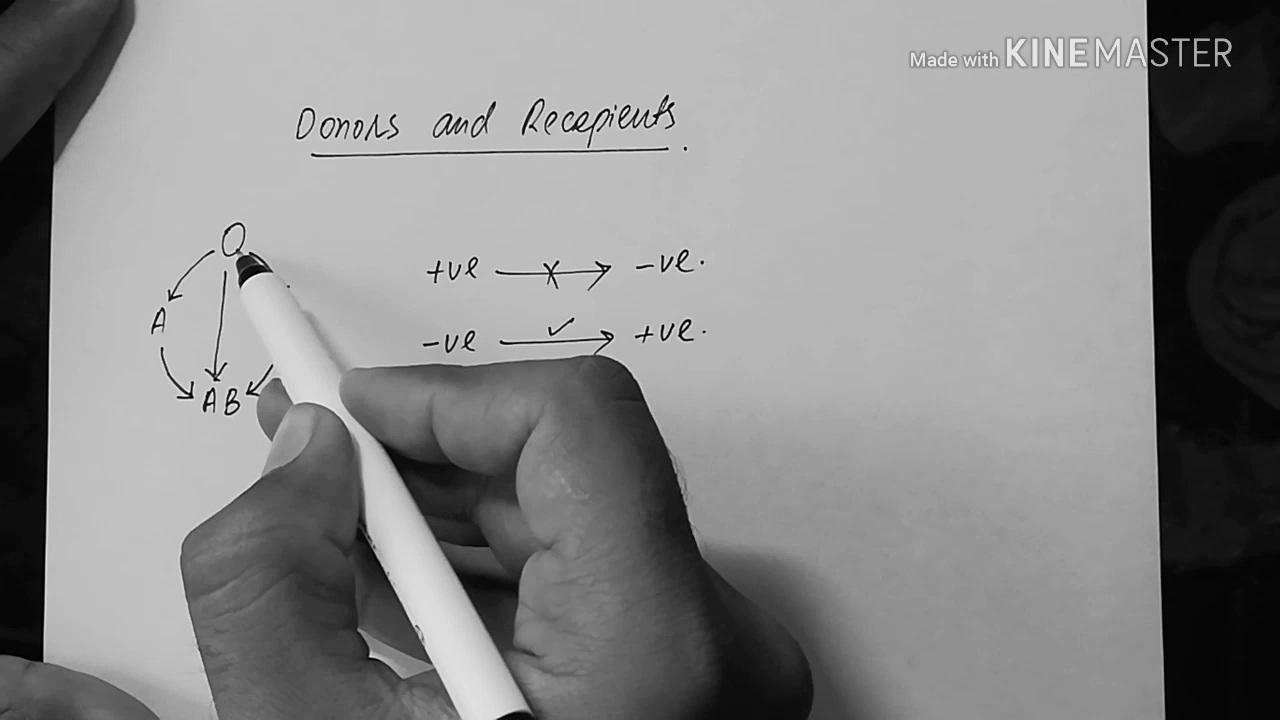 Made with KINEMASTER
Donors and Recepients.
O
+ve → -ve.
A
-ve → +ve.
AB